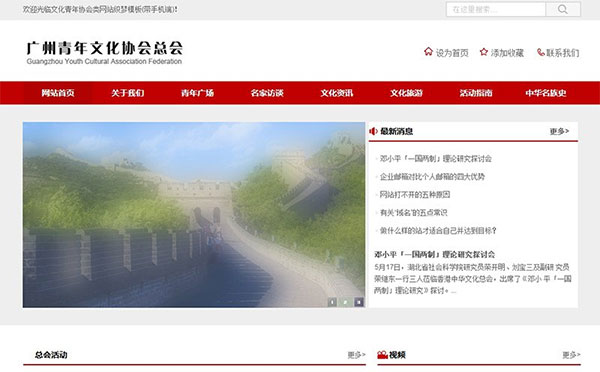 欢迎光临文化青年协会类网站织梦模板(带手机端)!
在这里搜索...
广州青年文化协会总会
Guangzhou Youth Cultural Association Federation
设为首页 添加收藏 联系我们
网站首页 关于我们 青年广场 名家访谈 文化资讯 文化旅游 活动指南 中华名族史
最新消息 更多>
邓小平「一国两制」理论研究探讨会
企业邮箱对比个人邮箱的四大优势
网站打不开的五种原因
有关“域名”的五点常识
做什么样的站才适合自己并达到目标?
邓小平「一国两制」理论研究探讨会
5月17日，湖北省社会科学院研究员荣开明、刘宝三及副研 究员
荣继东一行三人莅临香港中华文化总会，出席了《邓小 平「一国
两制」理论研究》探讨。...
总会活动 更多>
视频 更多>